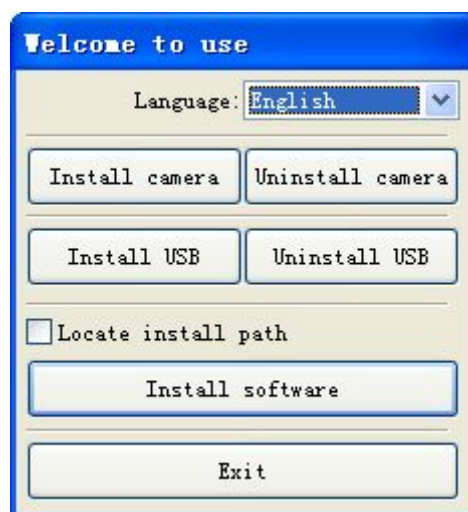 Welcome to use
Language: English
Install camera Uninstall camera
Install USB Uninstall USB
Locate install path
Install software
Exit